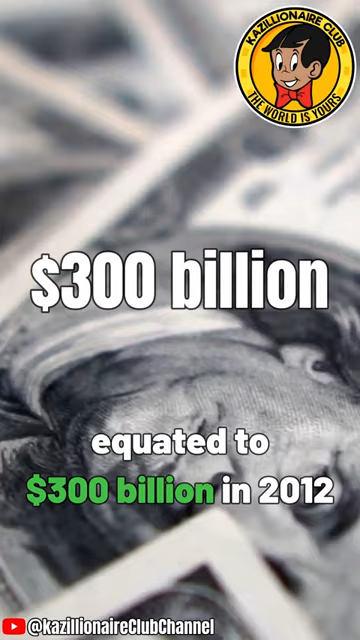 KAZILLIONAIRE CLUB
THE WORLD IS YOURS
$300 billion
equated to
$300 billion in 2012
@kazillionaireClubChannel